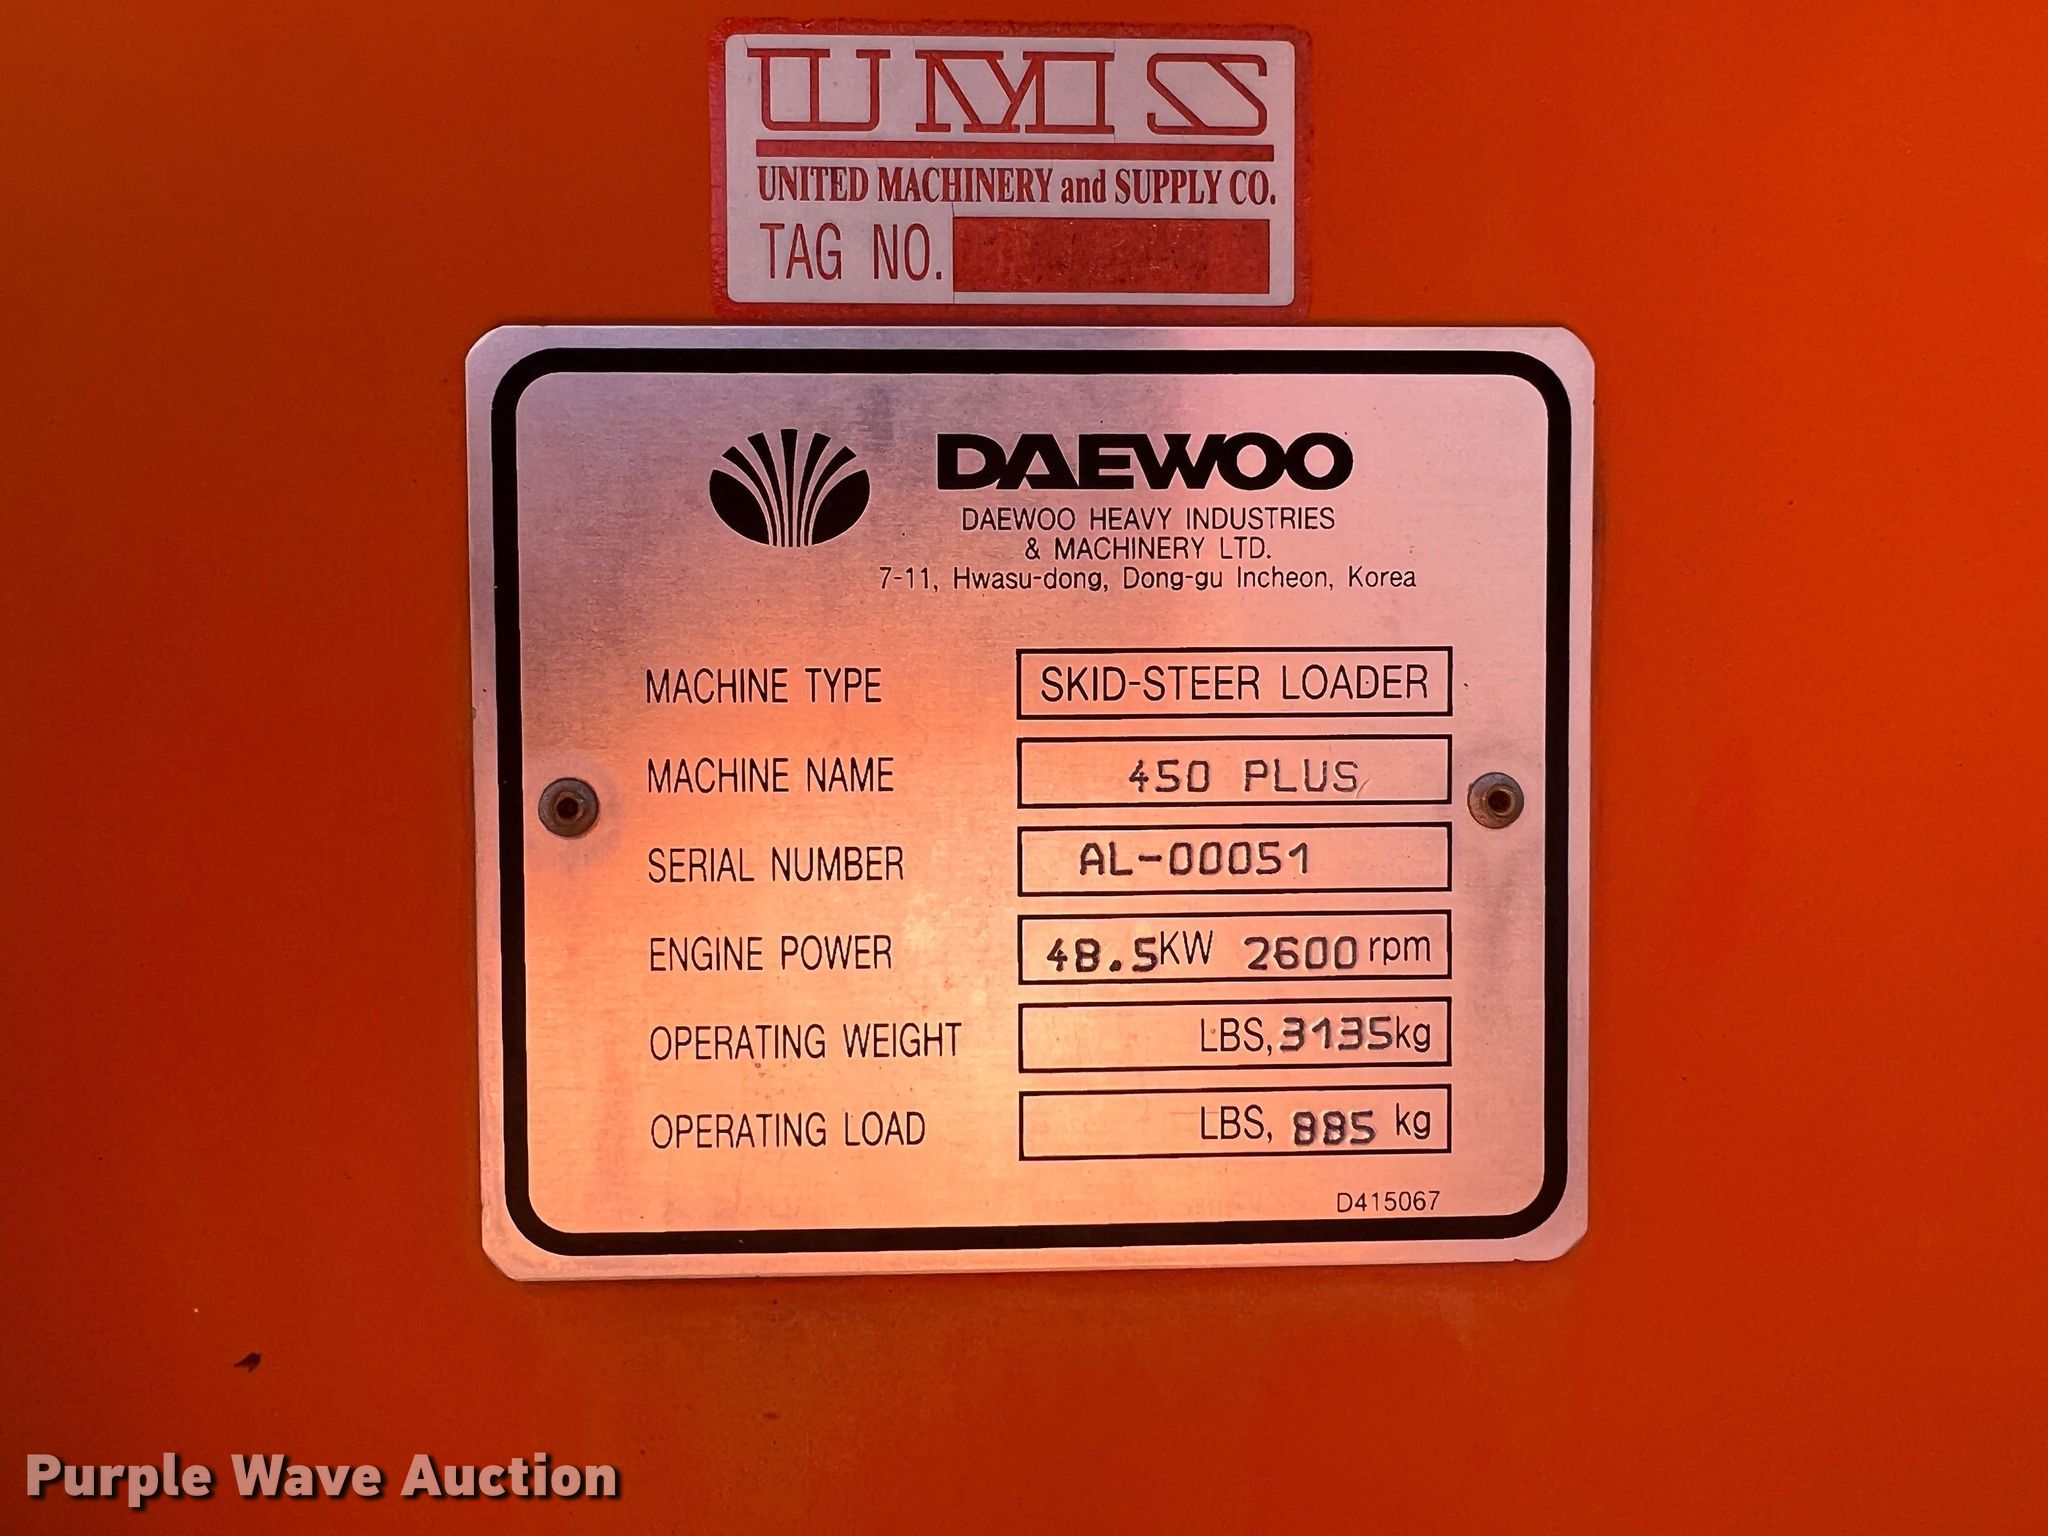 UMS
UNITED MACHINERY and SUPPLY CO.
TAG NO.
DAEWOO
DAEWOO HEAVY INDUSTRIES
& MACHINERY LTD.
7-11, Hwasu-dong, Dong-gu Incheon, Korea
MACHINE TYPE SKID-STEER LOADER
MACHINE NAME 450 PLUS
SERIAL NUMBER AL-00051
ENGINE POWER 48.5KW 2600rpm
OPERATING WEIGHT LBS, 3135kg
OPERATING LOAD LBS, 885 kg
D415067
Purple Wave Auction